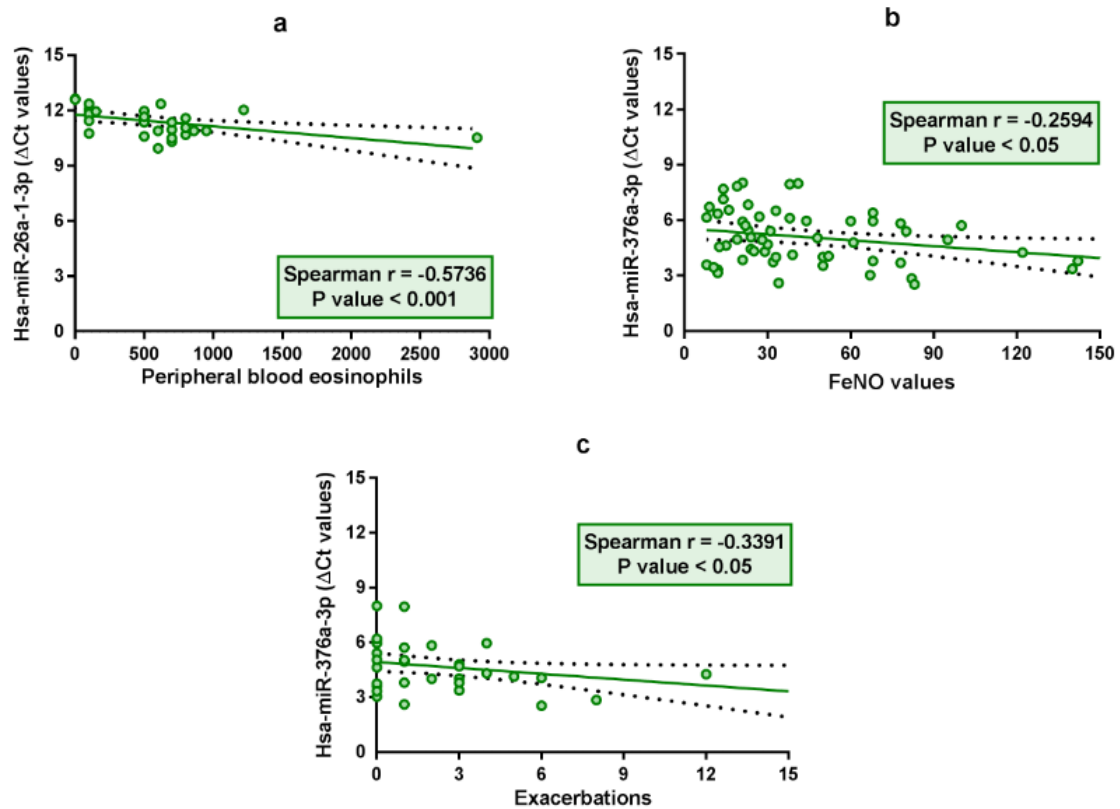 a
Hsa-miR-26a-1-3p (ΔCt values)
15
12
9
6
3
0
Spearman r = -0.5736
P value < 0.001
0 500 1000 1500 2000 2500 3000
Peripheral blood eosinophils
b
Hsa-miR-376a-3p (ΔCt values)
15
12
9
6
3
0
Spearman r = -0.2594
P value < 0.05
0 30 60 90 120 150
FeNO values
c
Hsa-miR-376a-3p (ΔCt values)
15
12
9
6
3
0
Spearman r = -0.3391
P value < 0.05
0 3 6 9 12 15
Exacerbations